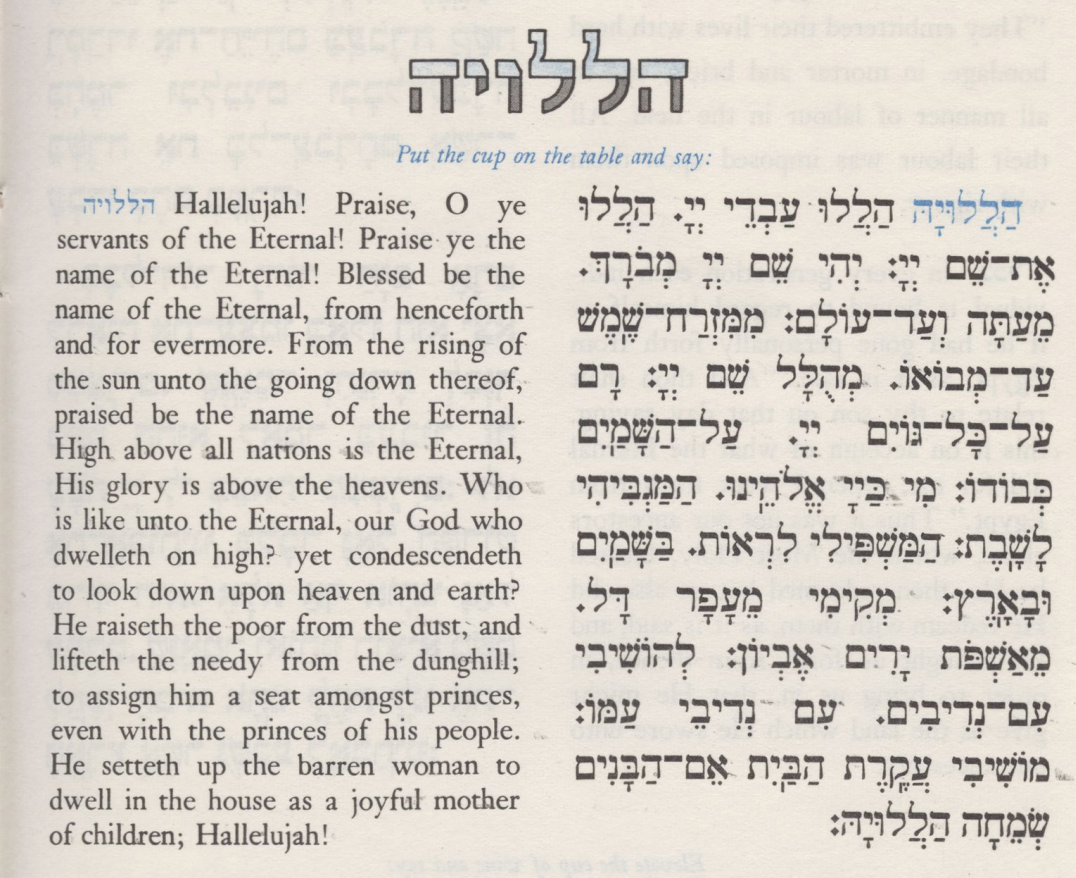 הללויה
Put the cup on the table and say:
הללויה Hallelujah! Praise, O ye
servants of the Eternal! Praise ye the
name of the Eternal! Blessed be the
name of the Eternal, from henceforth
and for evermore. From the rising of
the sun unto the going down thereof,
praised be the name of the Eternal.
High above all nations is the Eternal,
His glory is above the heavens. Who
is like unto the Eternal, our God who
dwelleth on high? yet condescendeth
to look down upon heaven and earth?
He raiseth the poor from the dust, and
lifteth the needy from the dunghill;
to assign him a seat amongst princes,
even with the princes of his people.
He setteth up the barren woman to
dwell in the house as a joyful mother
of children; Hallelujah!
הַלֲלוּיָהּ הַלֲלוּ עַבְדֵי יְיָ. הַלֲלוּ
אֶת־שֵׁם יְיָ: יְהִי שֵׁם יְיָ מְבֹרָךְ.
מֵעַתָּה וְעַד־עוֹלָם: מִמִּזְרַח־שֶׁמֶשׁ
עַד־מְבוֹאוֹ. מְהֻלָּל שֵׁם יְיָ: רָם
עַל־כָּל־גּוֹיִם יְיָ. עַל־הַשָּׁמַיִם
כְּבוֹדוֹ: מִי כַּיְיָ אֱלֹהֵינוּ. הַמַּגְבִּיהִי
לָשָׁבֶת: הַמַּשְׁפִּילִי לִרְאוֹת. בַּשָּׁמַיִם
וּבָאָרֶץ: מְקִימִי מֵעָפָר דָּל.
מֵאַשְׁפֹּת יָרִים אֶבְיוֹן: לְהוֹשִׁיבִי
עִם־נְדִיבִים. עִם נְדִיבֵי עַמּוֹ:
מוֹשִׁיבִי עֲקֶרֶת הַבַּיִת אֵם־הַבָּנִים
שְׂמֵחָה הַלֲלוּיָהּ: